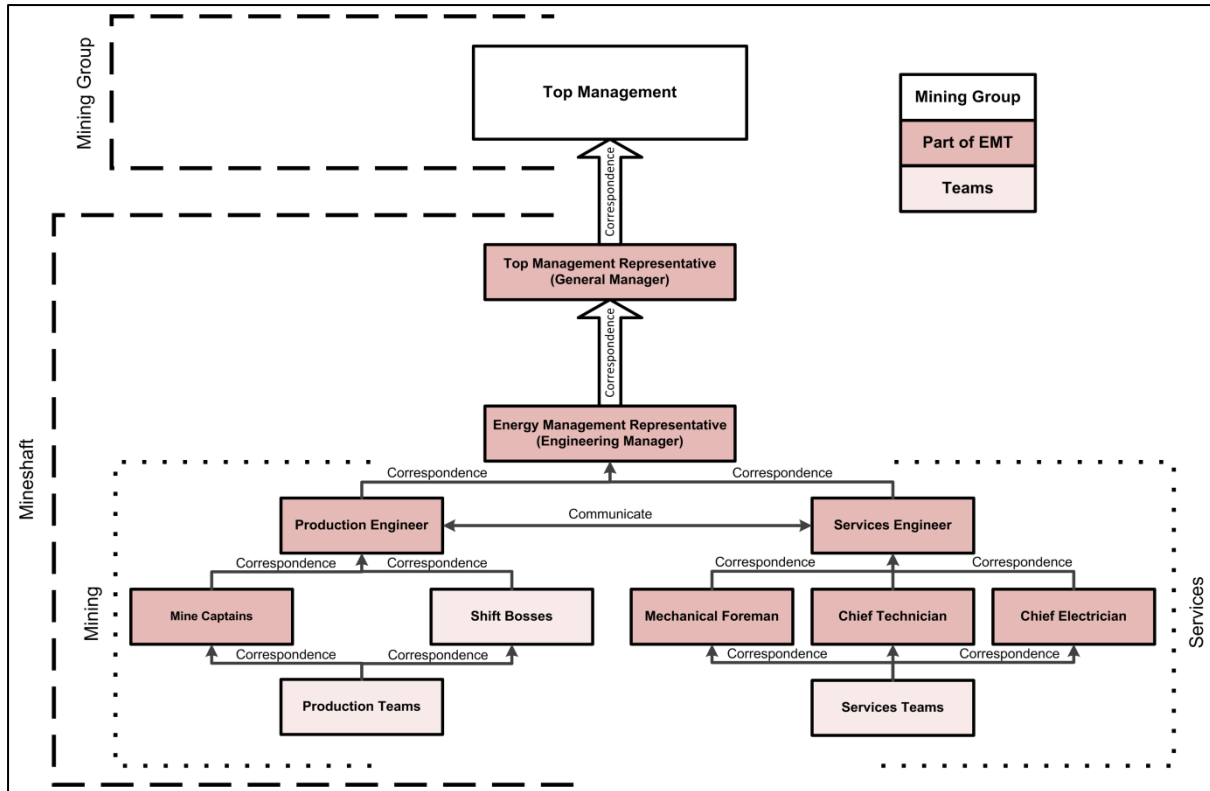 Mining Group
Top Management
Mining Group
Part of EMT
Teams
Correspondence
Mineshaft
Top Management Representative
(General Manager)
Correspondence
Energy Management Representative
(Engineering Manager)
Correspondence
Correspondence
Mining
Services
Production Engineer
Communicate
Services Engineer
Correspondence
Correspondence
Correspondence
Correspondence
Mine Captains
Shift Bosses
Mechanical Foreman
Chief Technician
Chief Electrician
Correspondence
Correspondence
Correspondence
Correspondence
Production Teams
Services Teams